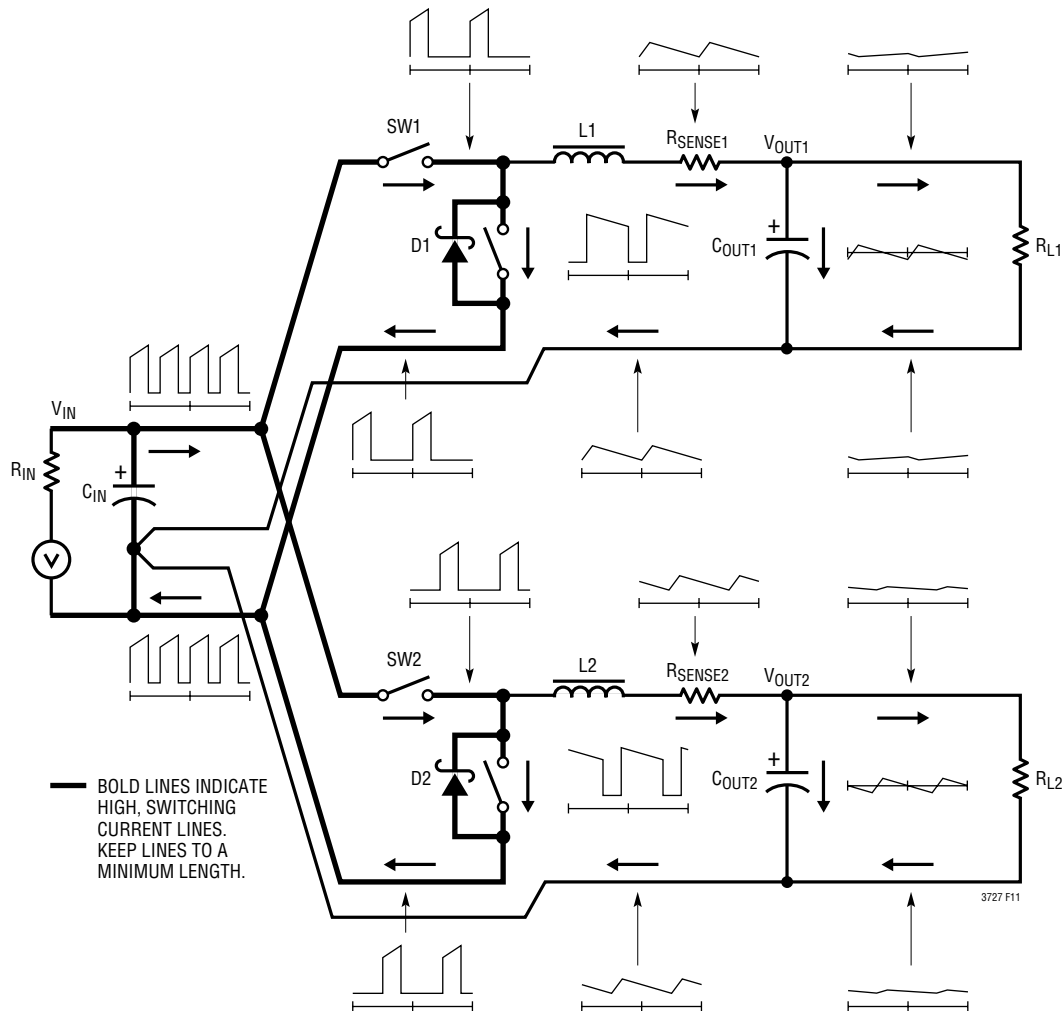 SW1
L1
RSENSE1
VOUT1
D1
COUT1
+
RL1
VIN
RIN
+
CIN
V
SW2
L2
RSENSE2
VOUT2
D2
COUT2
+
RL2
BOLD LINES INDICATE
HIGH, SWITCHING
CURRENT LINES.
KEEP LINES TO A
MINIMUM LENGTH.
3727 F11